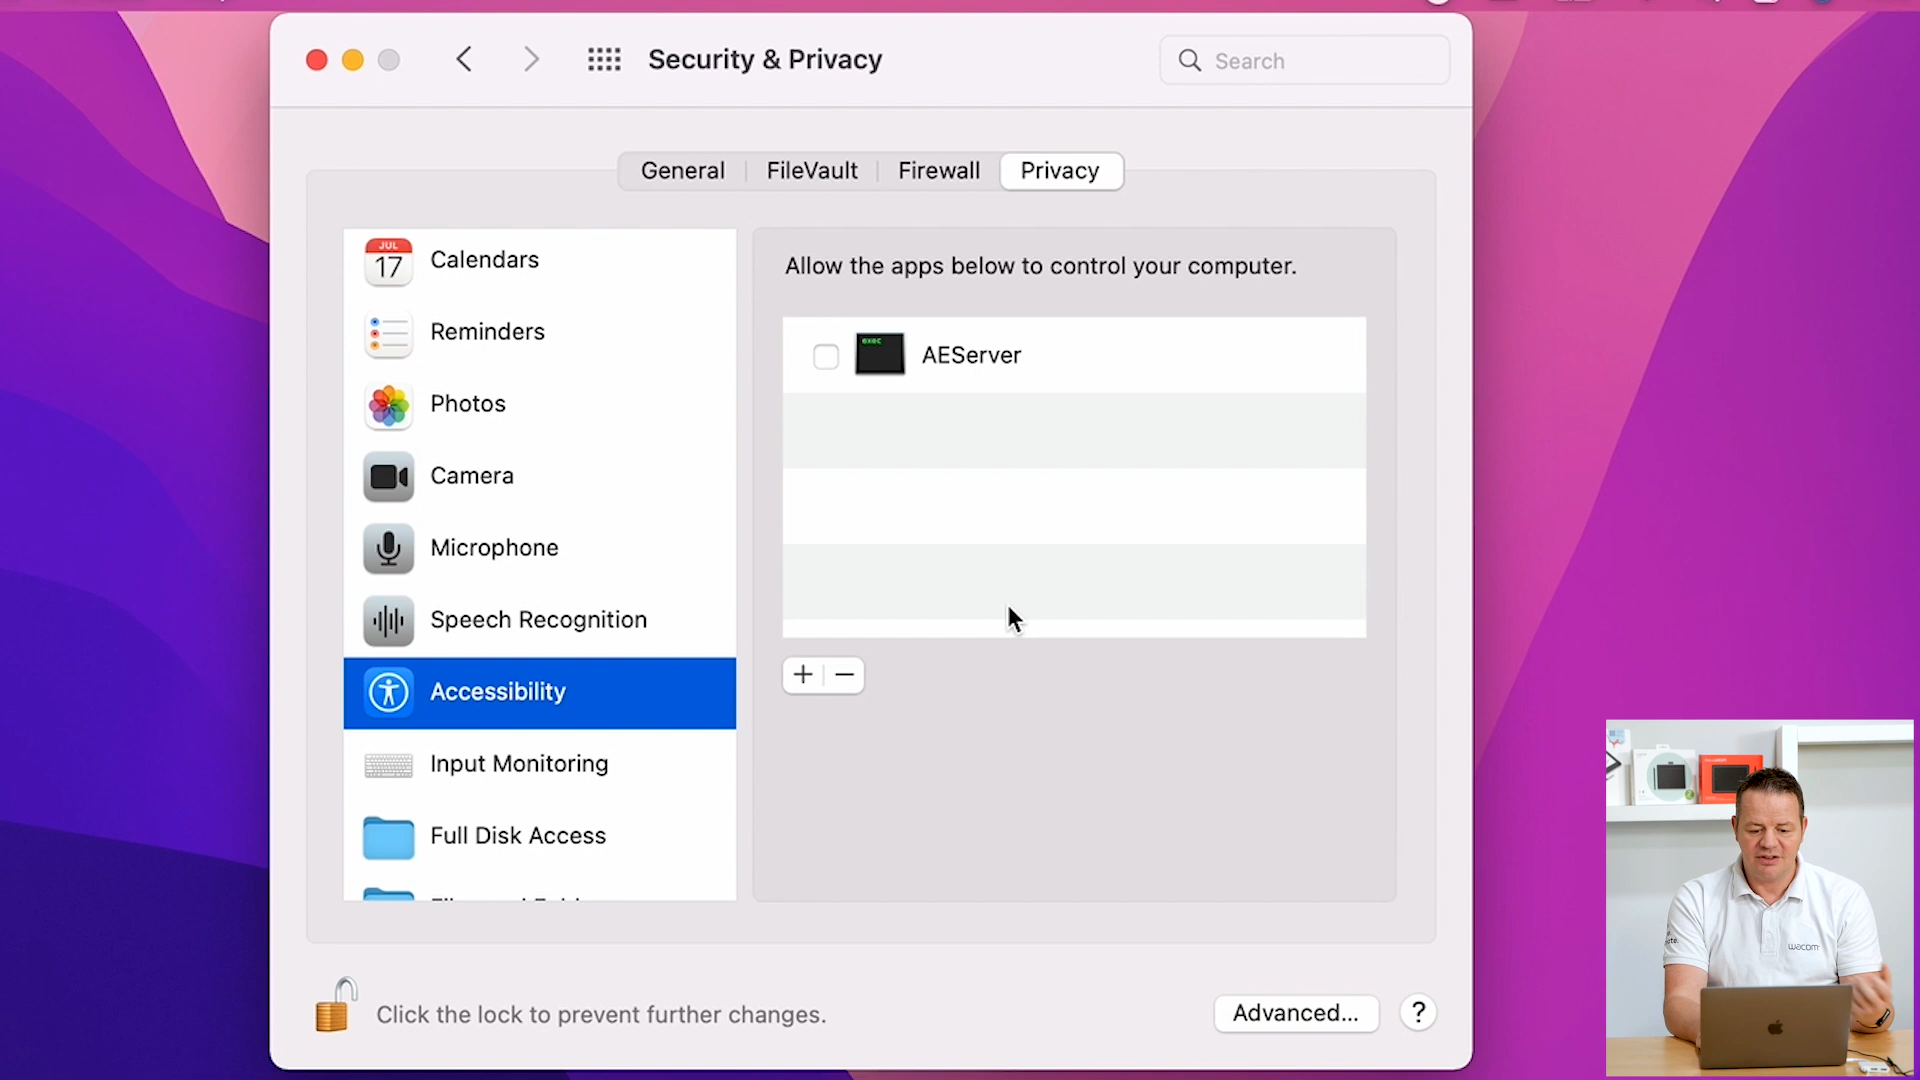 Security & Privacy
Search
General
FileVault
Firewall
Privacy
JUL
17
Calendars
Reminders
Photos
Camera
Microphone
Speech Recognition
Accessibility
Input Monitoring
Full Disk Access
Allow the apps below to control your computer.
exec
AEServer
+
−
Click the lock to prevent further changes.
Advanced...
?
wacom